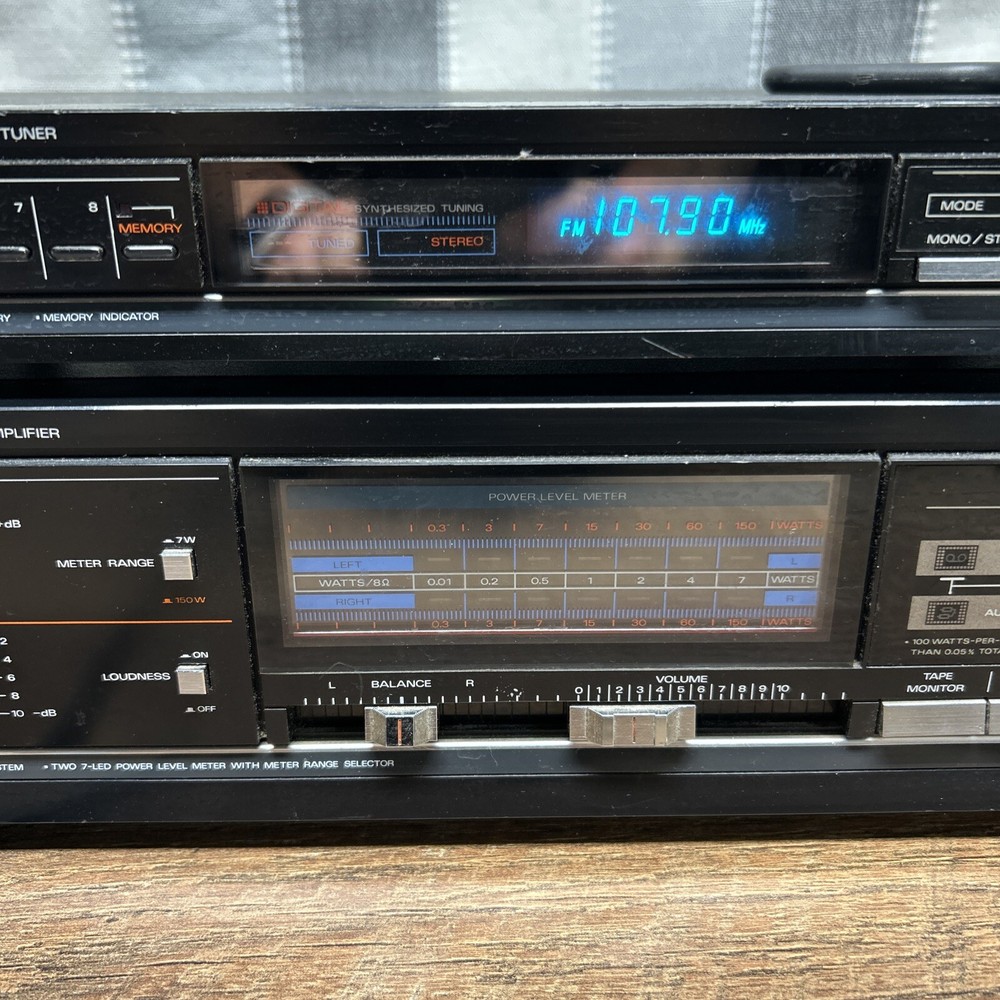 TUNER
7 8
MEMORY
DIGITAL SYNTHESIZED TUNING
TUNED STEREO
FM 107.90 MHz
MODE
MONO / ST
RY • MEMORY INDICATOR
MPLIFIER
+dB
METER RANGE
7W
150W
2
4
6
8
10 -dB
LOUDNESS
ON
OFF
POWER LEVEL METER
0.3 3 7 15 30 60 150 WATTS
LEFT L
WATTS/8Ω 0.01 0.2 0.5 1 2 4 7 WATTS
RIGHT R
0.3 3 7 15 30 60 150 WATTS
L BALANCE R
VOLUME
0 1 2 3 4 5 6 7 8 9 10
AU
• 100 WATTS-PER-
THAN 0.05% TOTA
TAPE
MONITOR
STEM • TWO 7-LED POWER LEVEL METER WITH METER RANGE SELECTOR